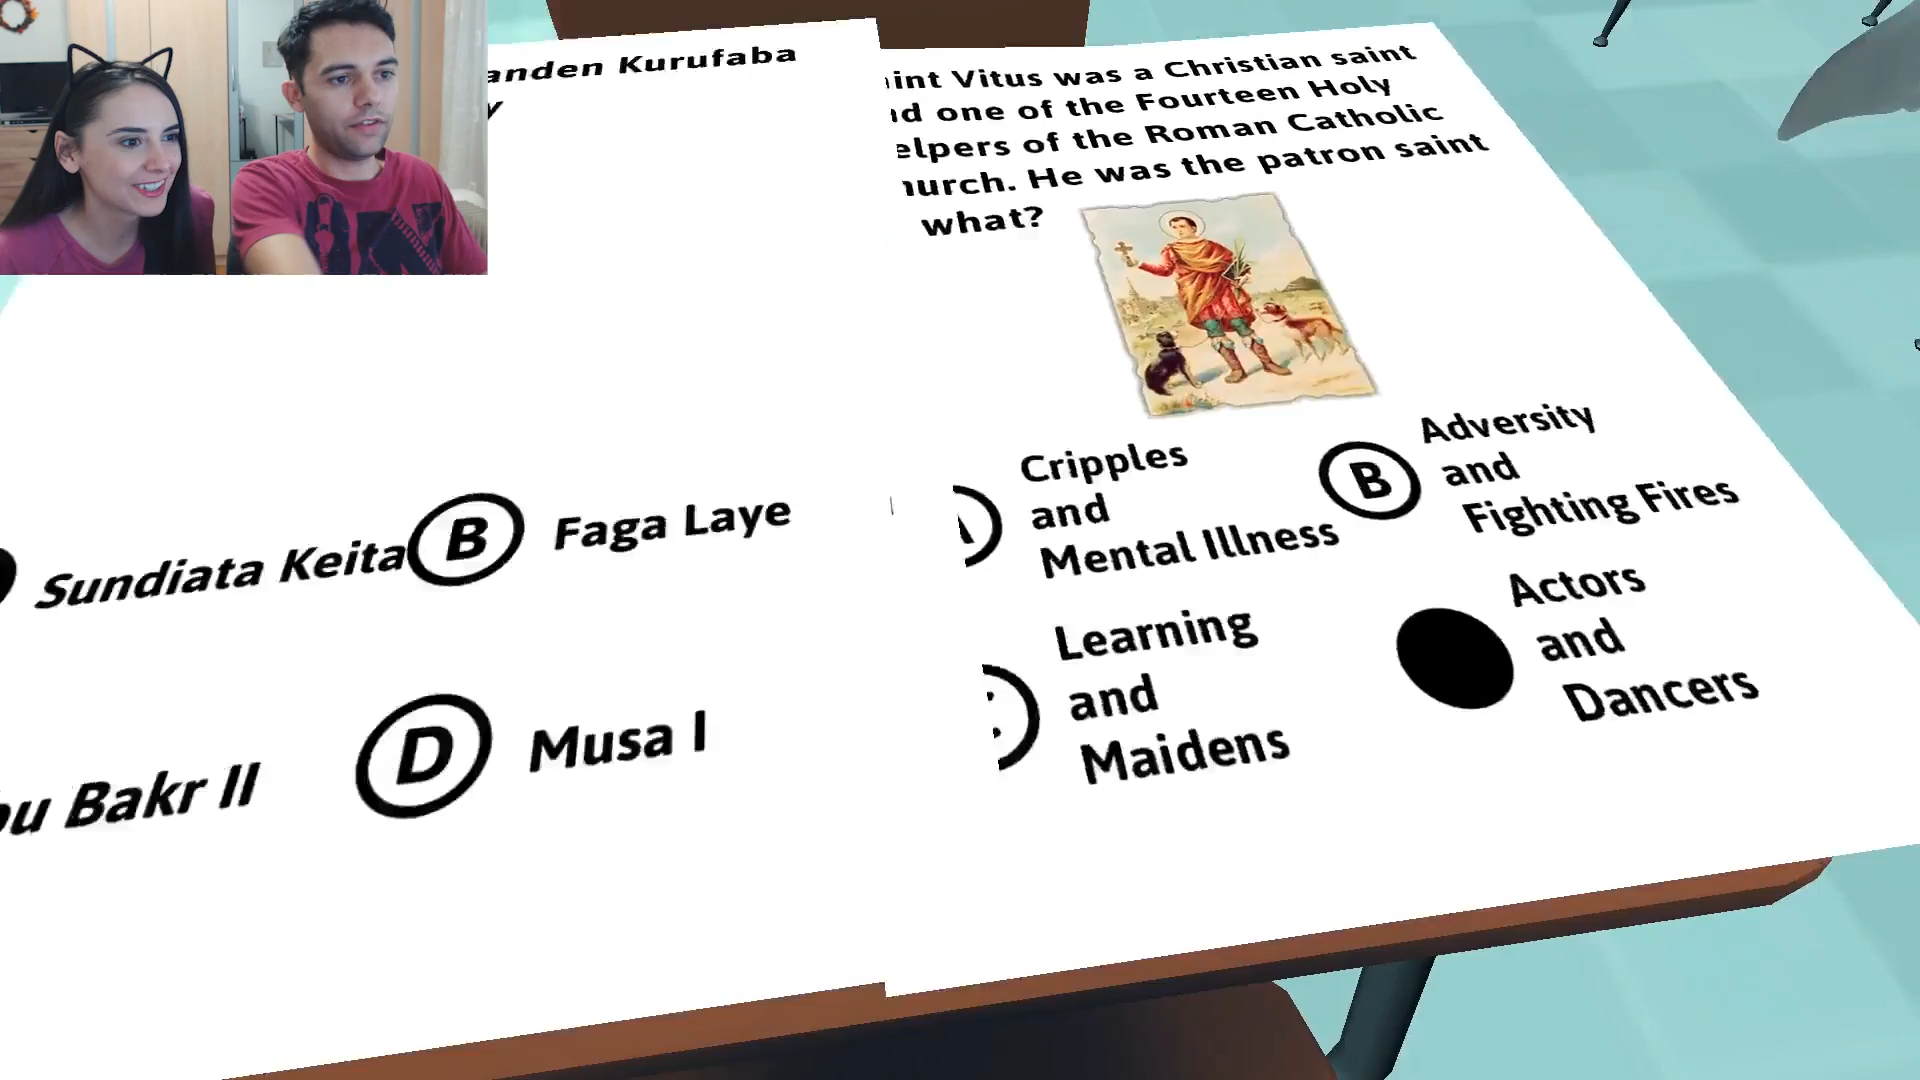 anden Kurufaba
y
Sundiata Keita
B Faga Laye
bu Bakr II
D Musa I
int Vitus was a Christian saint
d one of the Fourteen Holy
elpers of the Roman Catholic
hurch. He was the patron saint
what?
Cripples
and
Mental Illness
B Adversity
and
Fighting Fires
Learning
and
Maidens
Actors
and
Dancers